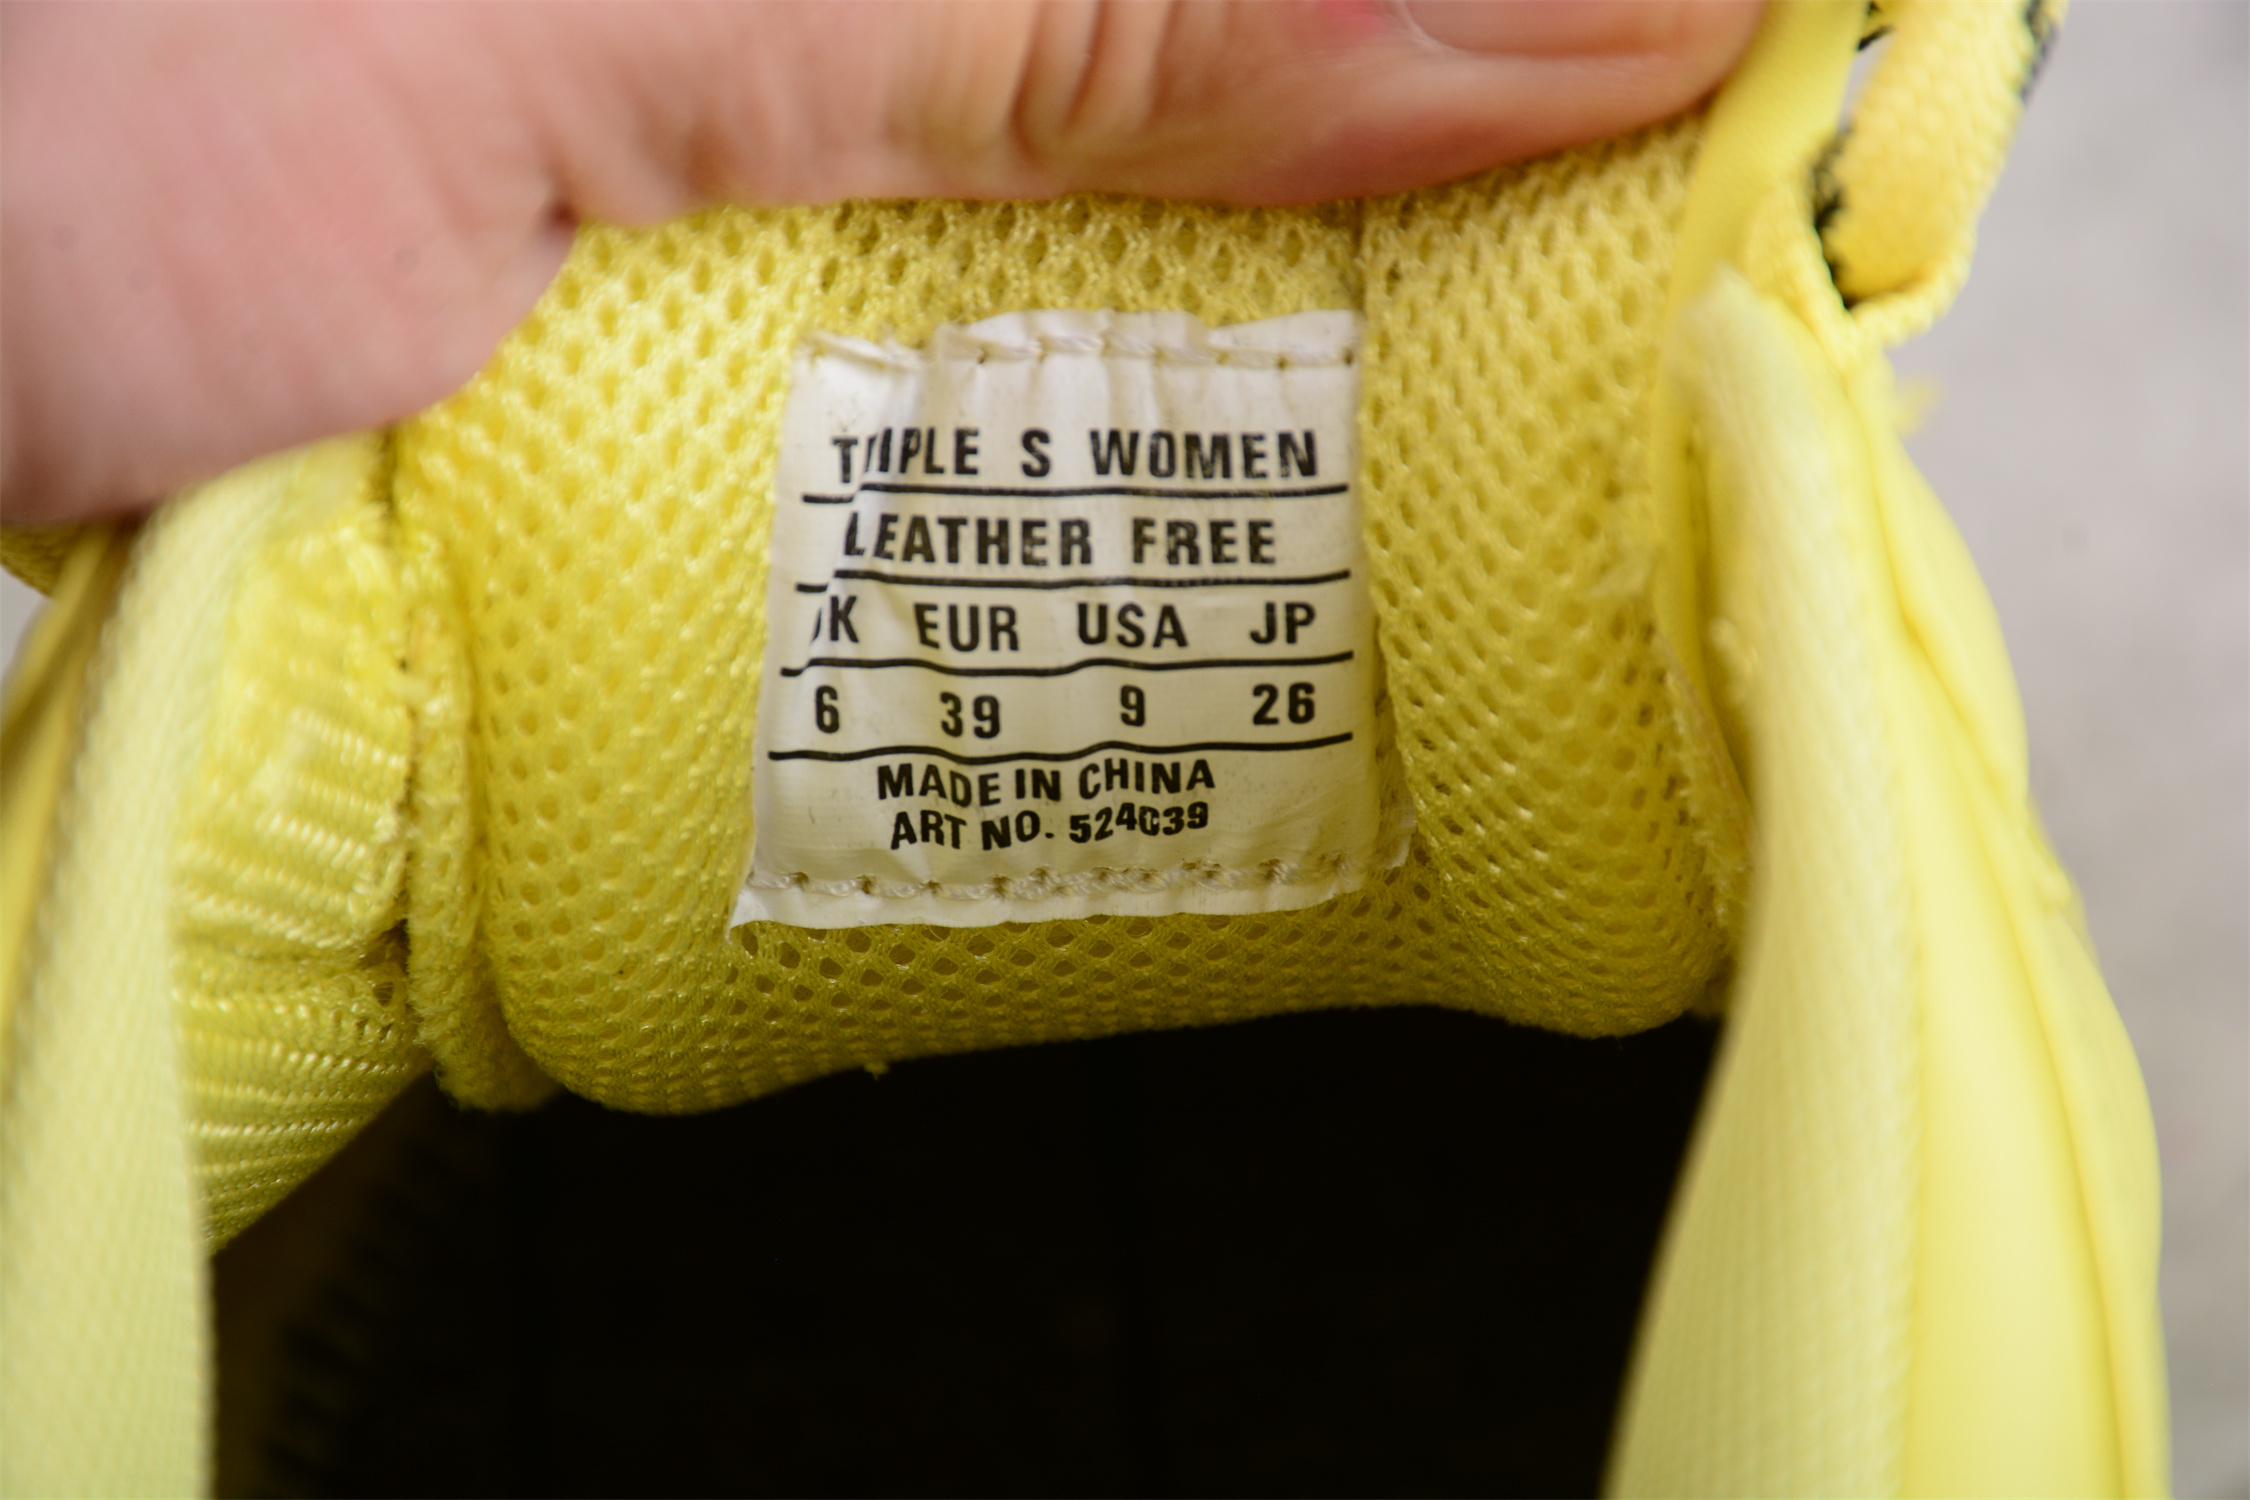 TRIPLE S WOMEN
LEATHER FREE
UK EUR USA JP
6 39 9 26
MADE IN CHINA
ART NO. 524039